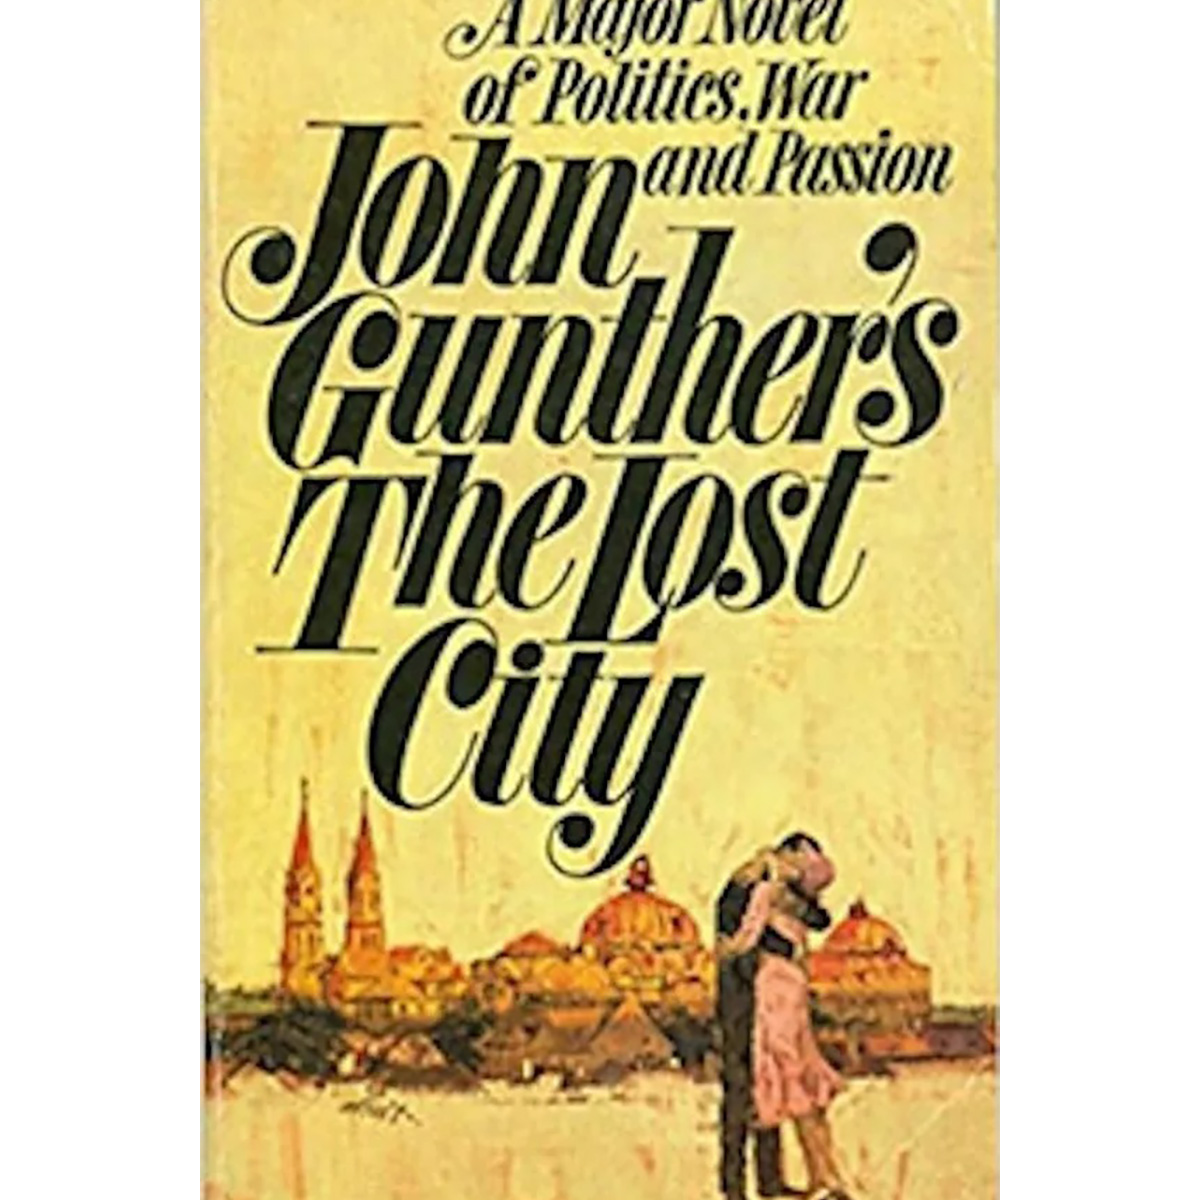 A Major Novel
of Politics, War
and Passion
John
Gunther's
The Lost
City